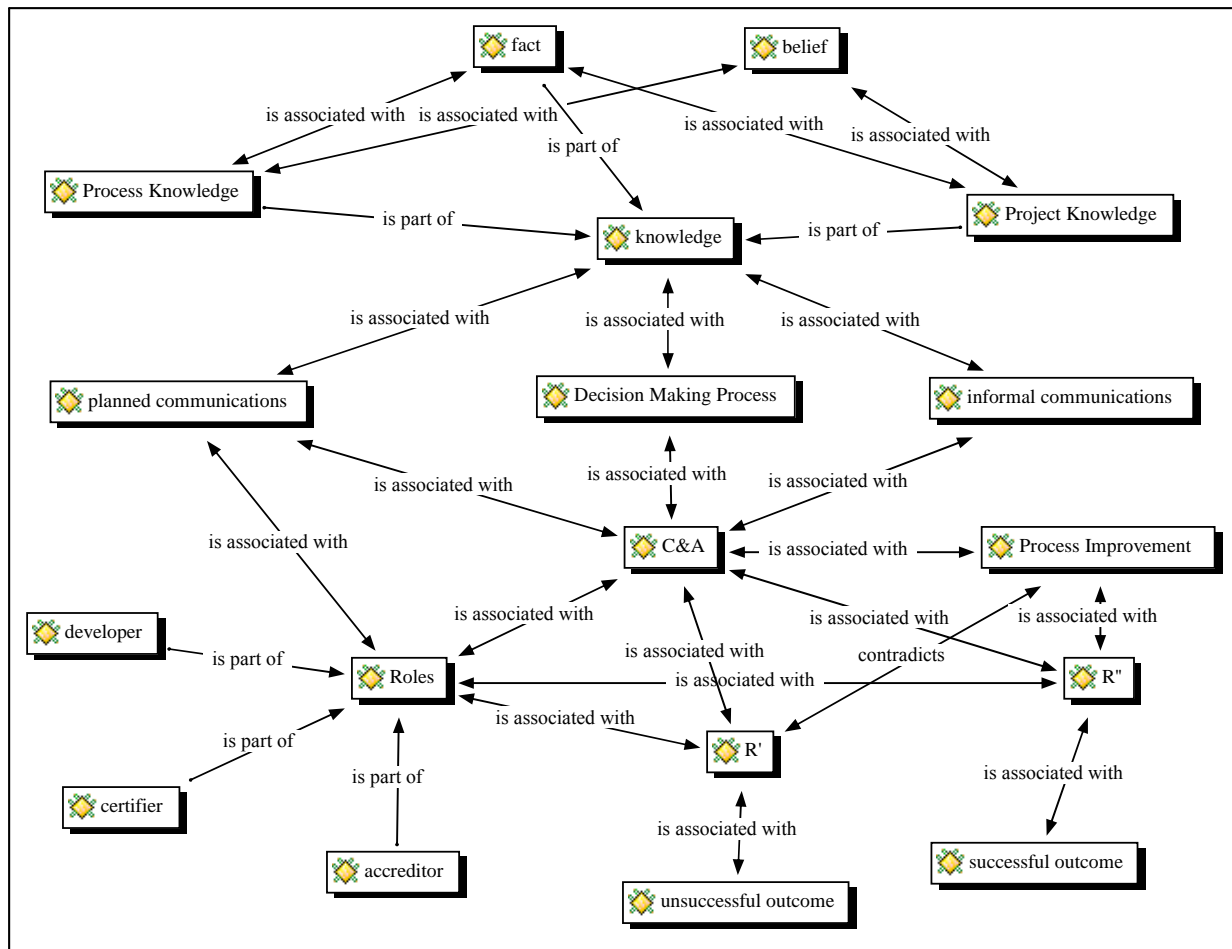 fact
belief
is associated with
is associated with
is associated with
is associated with
is part of
Process Knowledge
Project Knowledge
is part of
knowledge
is part of
is associated with
is associated with
is associated with
planned communications
Decision Making Process
informal communications
is associated with
is associated with
is associated with
is associated with
C&A
is associated with
Process Improvement
is associated with
is associated with
developer
is associated with
contradicts
is part of
Roles
is associated with
R"
is associated with
is part of
R'
is part of
is associated with
certifier
is associated with
accreditor
successful outcome
unsuccessful outcome